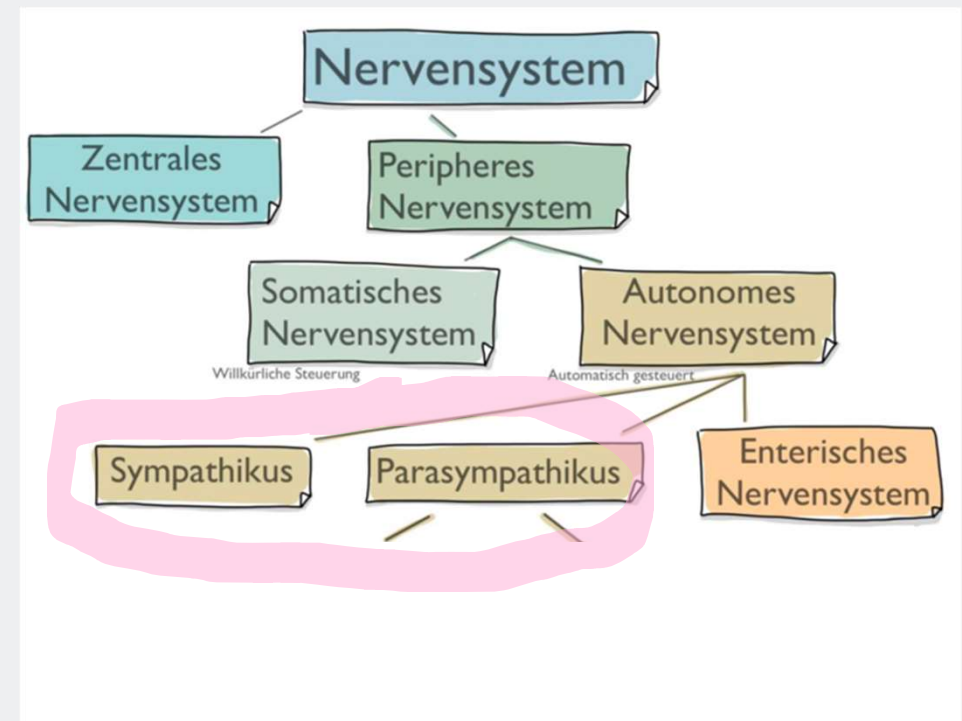 Nervensystem
Zentrales
Nervensystem
Peripheres
Nervensystem
Somatisches
Nervensystem
Willkürliche Steuerung
Autonomes
Nervensystem
Automatisch gesteuert
Sympathikus
Parasympathikus
Enterisches
Nervensystem